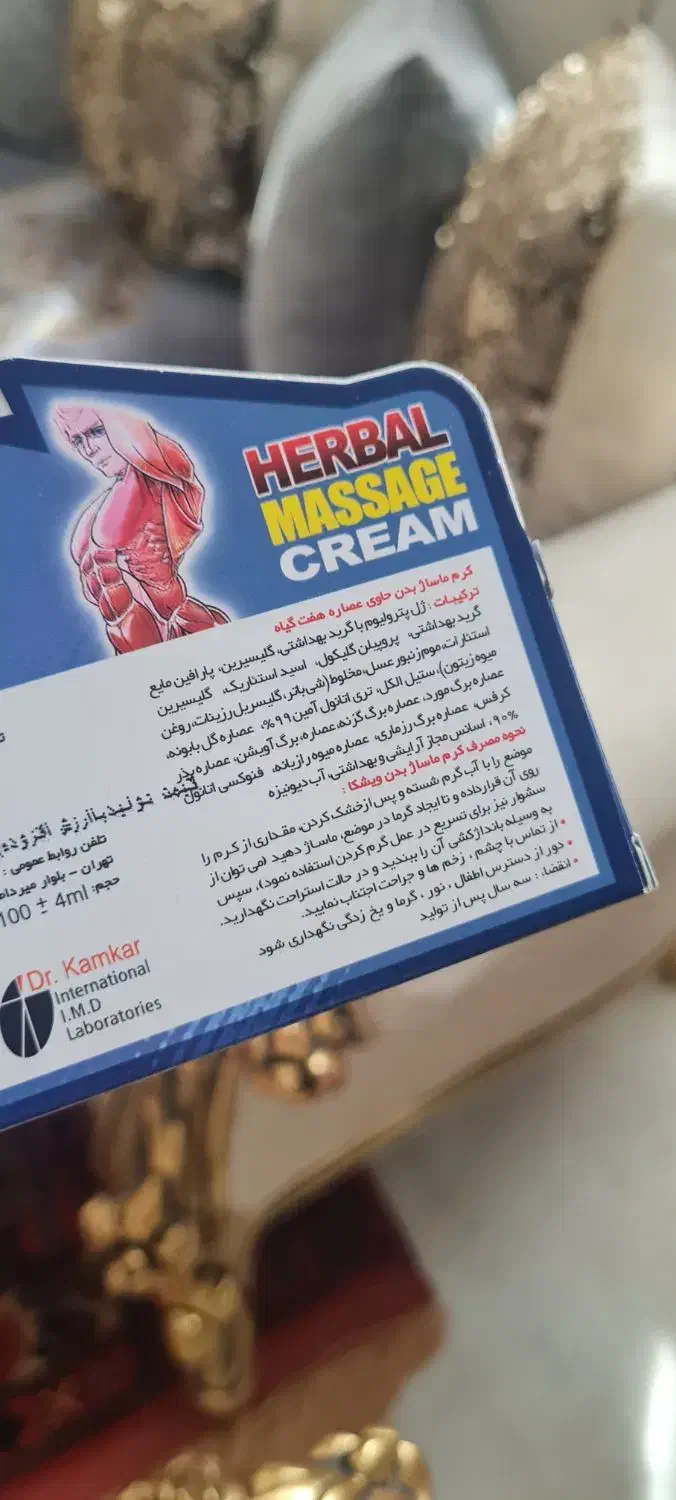 HERBAL
MASSAGE
CREAM
کرم ماساژ بدن حاوی عصاره هفت گیاه
ترکیبات : ژل پترولیوم با گرید بهداشتی، گلیسیرین، پارافین مایع
گرید بهداشتی، پروپیلن گلیکول، اسید استئاریک، گلیسیرین
استئارات، موم زنبور عسل، مخلوط (شی باتر، گلیسریل رزینات، روغن
میوه زیتون)، ستیل الکل، تری اتانول آمین ۹۹%، عصاره گل بابونه،
عصاره برگ مورد، عصاره برگ گزنه، عصاره، برگ آویشن، عصاره بذر
کرفس، عصاره برگ رزماری، عصاره میوه رازیانه، فنوکسی اتانول
۹۰%، اسانس مجاز آرایشی و بهداشتی، آب دیونیزه
نحوه مصرف کرم ماساژ بدن ویشکا :
موضع را با آب گرم شسته و پس از خشک کردن، مقداری از کرم را
روی آن قرار داده و تا ایجاد گرما در موضع، ماساژ دهید (می توان از
سشوار نیز برای تسریع در عمل گرم کردن استفاده نمود)، سپس
به وسیله باند کشی آن را ببندید و در حالت استراحت نگهدارید.
• از تماس با چشم، زخم ها و جراحت اجتناب نمایید.
• دور از دسترس اطفال، نور، گرما و یخ زدگی نگهداری شود
• انقضاء : سه سال پس از تولید
تلفن روابط عمومی :
تهران - بلوار میرداماد
حجم: 100 ± 4ml
Dr. Kamkar
International
I.M.D
Laboratories